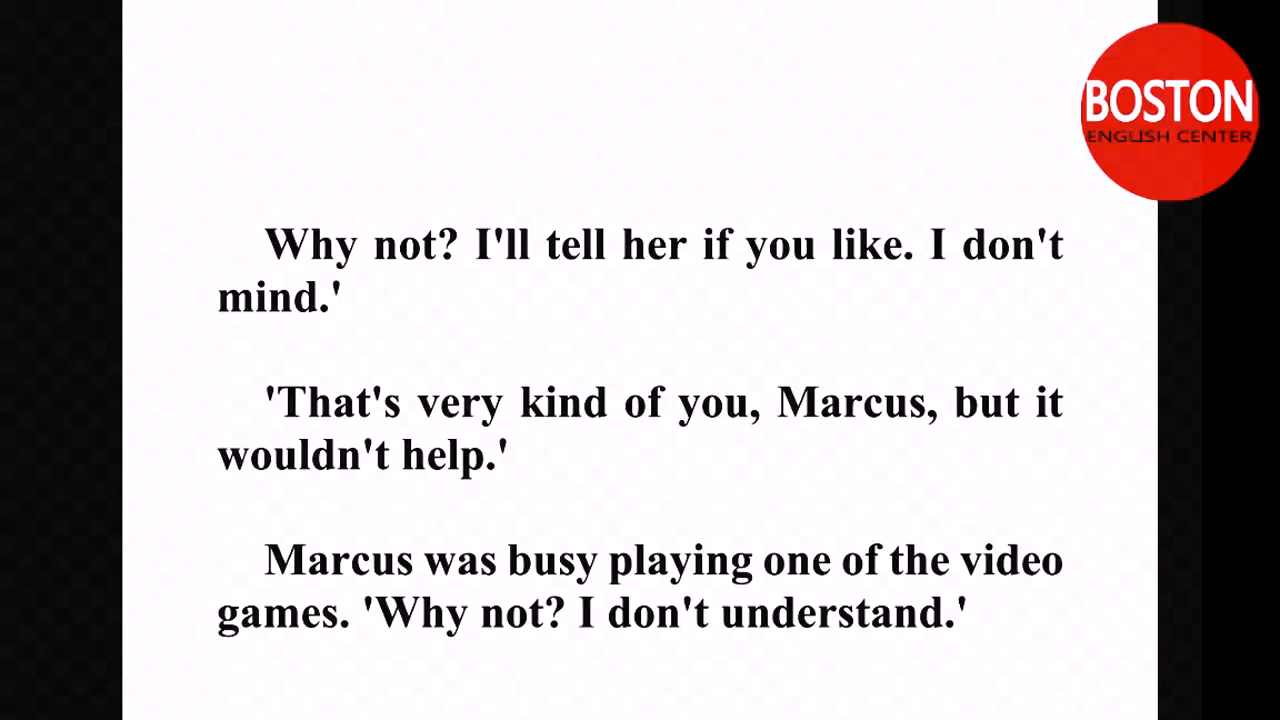 BOSTON
ENGLISH CENTER
Why not? I'll tell her if you like. I don't
mind.'
'That's very kind of you, Marcus, but it
wouldn't help.'
Marcus was busy playing one of the video
games. 'Why not? I don't understand.'